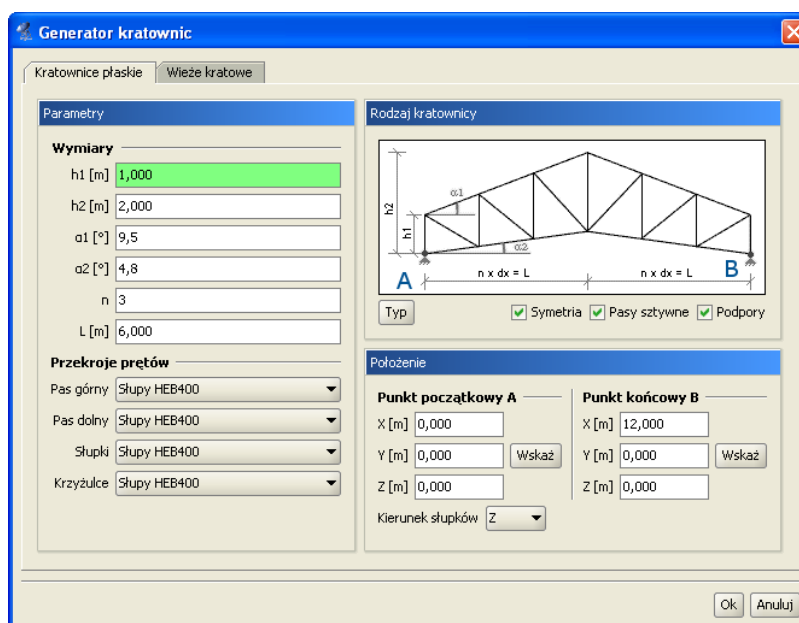 Generator kratownic
Kratownice płaskie
Wieże kratowe
Parametry
Wymiary
h1 [m] 1,000
h2 [m] 2,000
α1 [°] 9,5
α2 [°] 4,8
n 3
L [m] 6,000
Przekroje prętów
Pas górny Słupy HEB400
Pas dolny Słupy HEB400
Słupki Słupy HEB400
Krzyżulce Słupy HEB400
Rodzaj kratownicy
h2
h1
α1
α2
A
B
n x dx = L
n x dx = L
Typ
Symetria
Pasy sztywne
Podpory
Położenie
Punkt początkowy A
X [m] 0,000
Y [m] 0,000 Wskaż
Z [m] 0,000
Kierunek słupków Z
Punkt końcowy B
X [m] 12,000
Y [m] 0,000 Wskaż
Z [m] 0,000
Ok
Anuluj